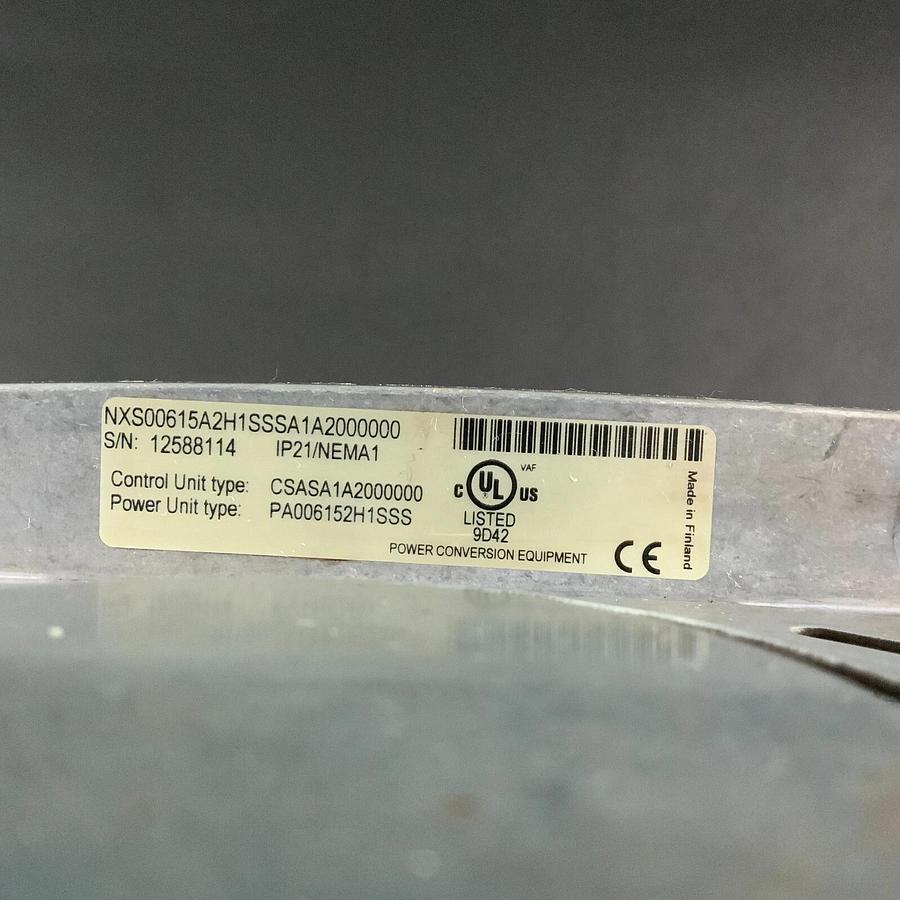 NXS00615A2H1SSSA1A2000000
S/N: 12588114 IP21/NEMA1
Control Unit type: CSASA1A2000000
Power Unit type: PA006152H1SSS
VAF
C UL US
LISTED
9D42
POWER CONVERSION EQUIPMENT
CE
Made in Finland